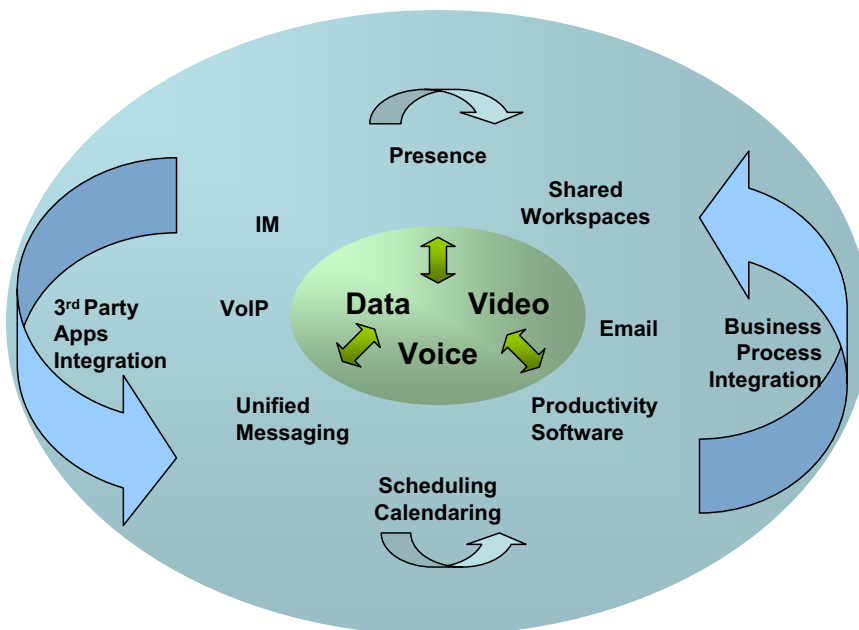 Presence
Shared
Workspaces
IM
3rd Party
Apps
Integration
VoIP
Data
Video
Voice
Email
Business
Process
Integration
Unified
Messaging
Productivity
Software
Scheduling
Calendaring